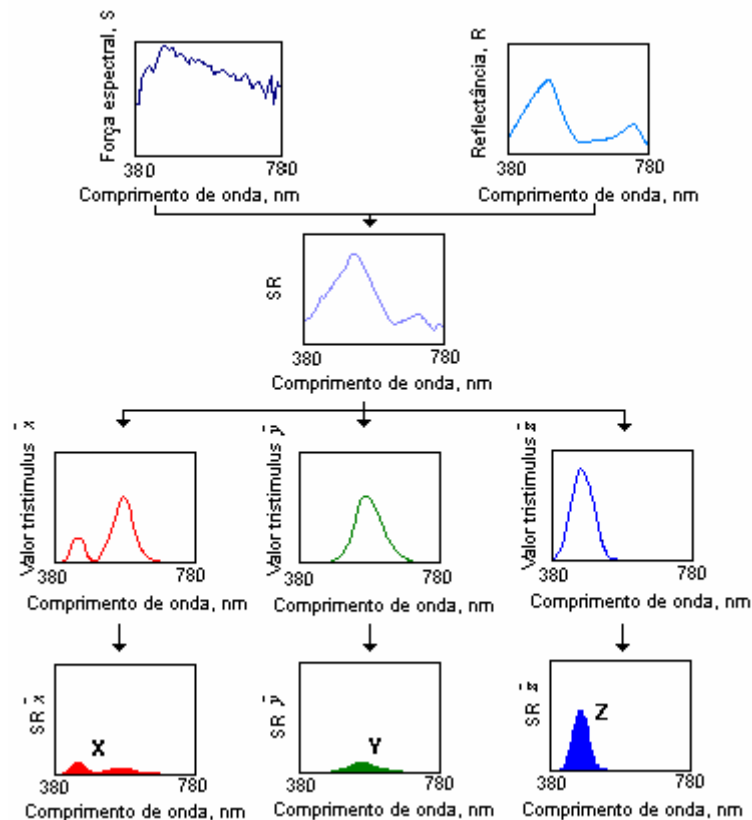 Força espectral, S
380
780
Comprimento de onda, nm
Reflectância, R
380
780
Comprimento de onda, nm
SR
380
780
Comprimento de onda, nm
Valor tristimulus x̄
380
780
Comprimento de onda, nm
Valor tristimulus ȳ
380
780
Comprimento de onda, nm
Valor tristimulus z̄
380
780
Comprimento de onda, nm
SR x̄
X
380
780
Comprimento de onda, nm
SR ȳ
Y
380
780
Comprimento de onda, nm
SR z̄
Z
380
780
Comprimento de onda, nm